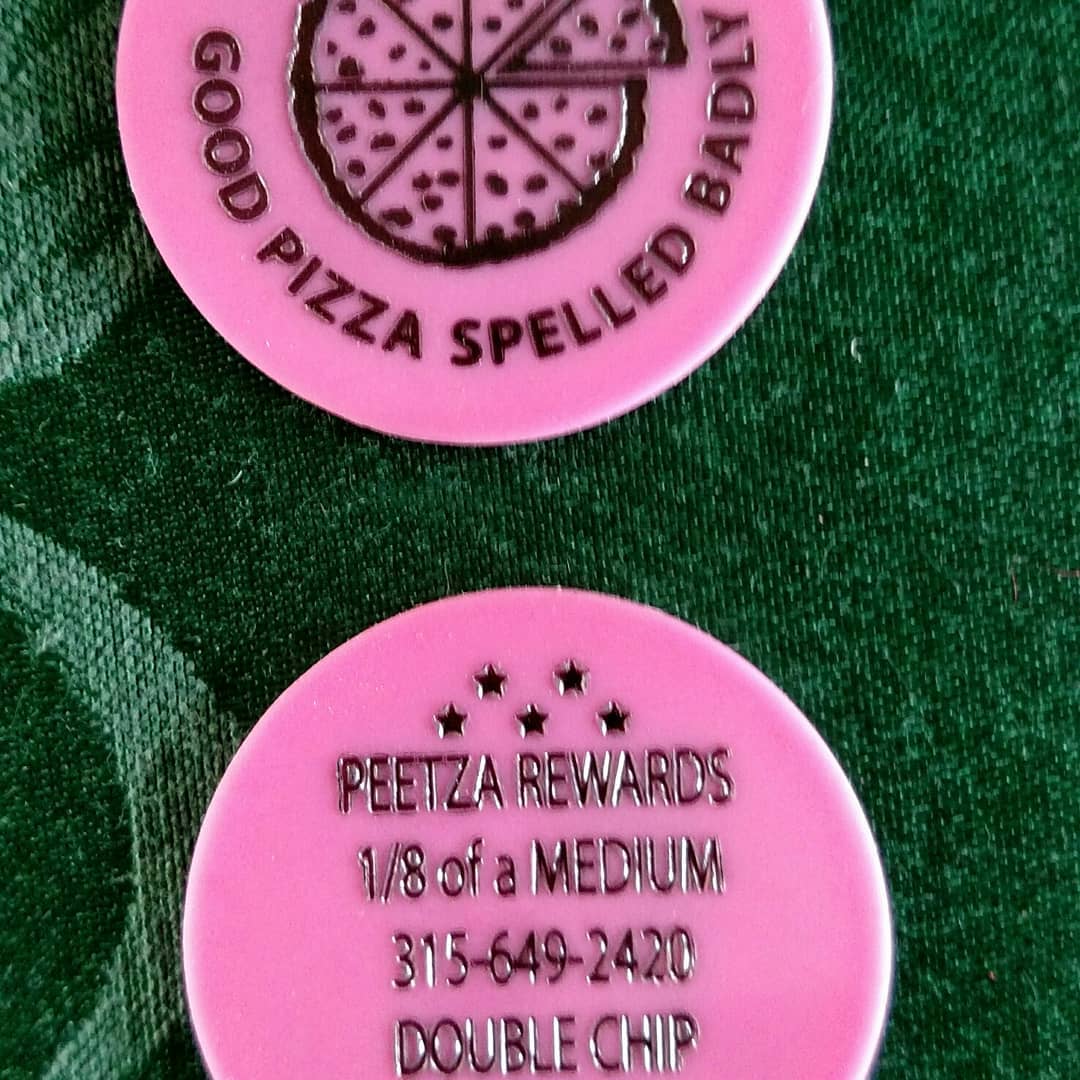 GOOD PIZZA SPELLED BADLY
PEETZA REWARDS
1/8 of a MEDIUM
315-649-2420
DOUBLE CHIP